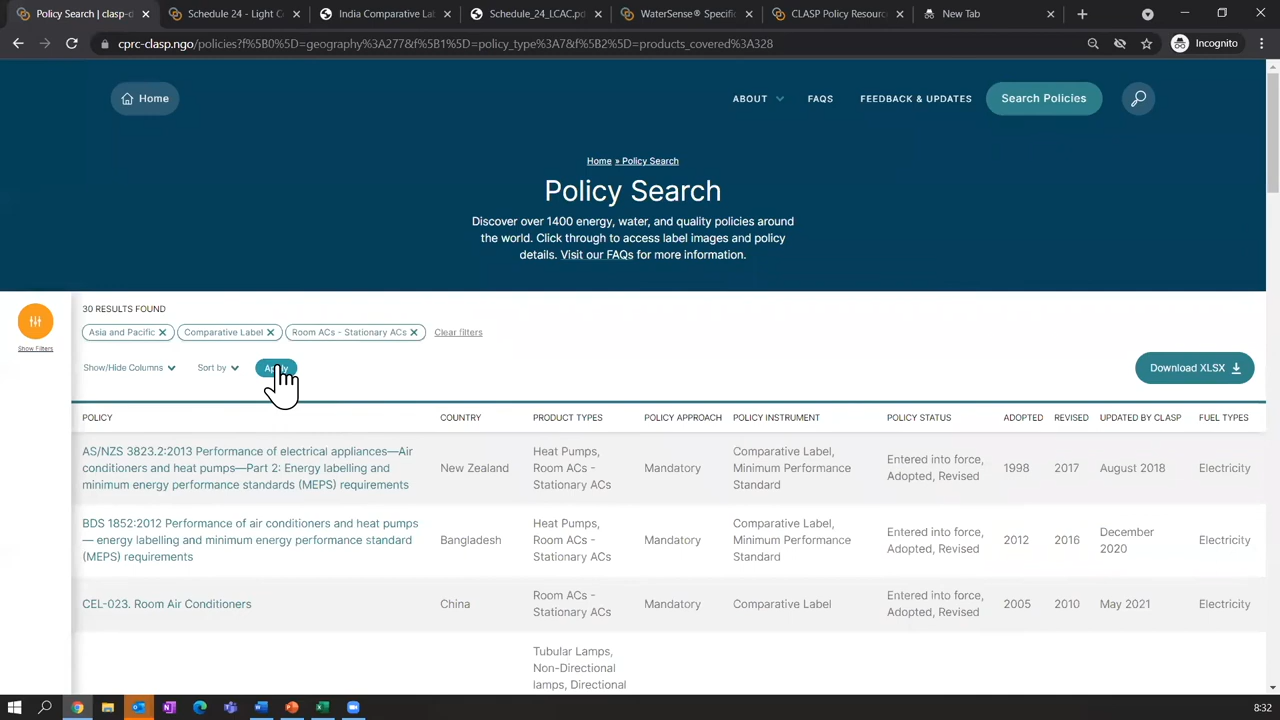 Policy Search | clasp-d
Schedule 24 - Light C
India Comparative Lab
Schedule_24_LCAC.pd
WaterSense® Specific
CLASP Policy Resourc
New Tab
cprc-clasp.ngo/policies?f%5B0%5D=geography%3A277&f%5B1%5D=policy_type%3A7&f%5B2%5D=products_covered%3A328
Incognito
Home
ABOUT
FAQS
FEEDBACK & UPDATES
Search Policies
Home » Policy Search
Policy Search
Discover over 1400 energy, water, and quality policies around
the world. Click through to access label images and policy
details. Visit our FAQs for more information.
Show Filters
30 RESULTS FOUND
Asia and Pacific
Comparative Label
Room ACs - Stationary ACs
Clear filters
Show/Hide Columns
Sort by
Download XLSX
POLICY
COUNTRY
PRODUCT TYPES
POLICY APPROACH
POLICY INSTRUMENT
POLICY STATUS
ADOPTED
REVISED
UPDATED BY CLASP
FUEL TYPES
AS/NZS 3823.2:2013 Performance of electrical appliances—Air
conditioners and heat pumps—Part 2: Energy labelling and
minimum energy performance standards (MEPS) requirements
New Zealand
Heat Pumps,
Room ACs -
Stationary ACs
Mandatory
Comparative Label,
Minimum Performance
Standard
Entered into force,
Adopted, Revised
1998
2017
August 2018
Electricity
BDS 1852:2012 Performance of air conditioners and heat pumps
— energy labelling and minimum energy performance standard
(MEPS) requirements
Bangladesh
Heat Pumps,
Room ACs -
Stationary ACs
Mandatory
Comparative Label,
Minimum Performance
Standard
Entered into force,
Adopted, Revised
2012
2016
December
2020
Electricity
CEL-023. Room Air Conditioners
China
Room ACs -
Stationary ACs
Mandatory
Comparative Label
Entered into force,
Adopted, Revised
2005
2010
May 2021
Electricity
Tubular Lamps,
Non-Directional
lamps, Directional
8:32